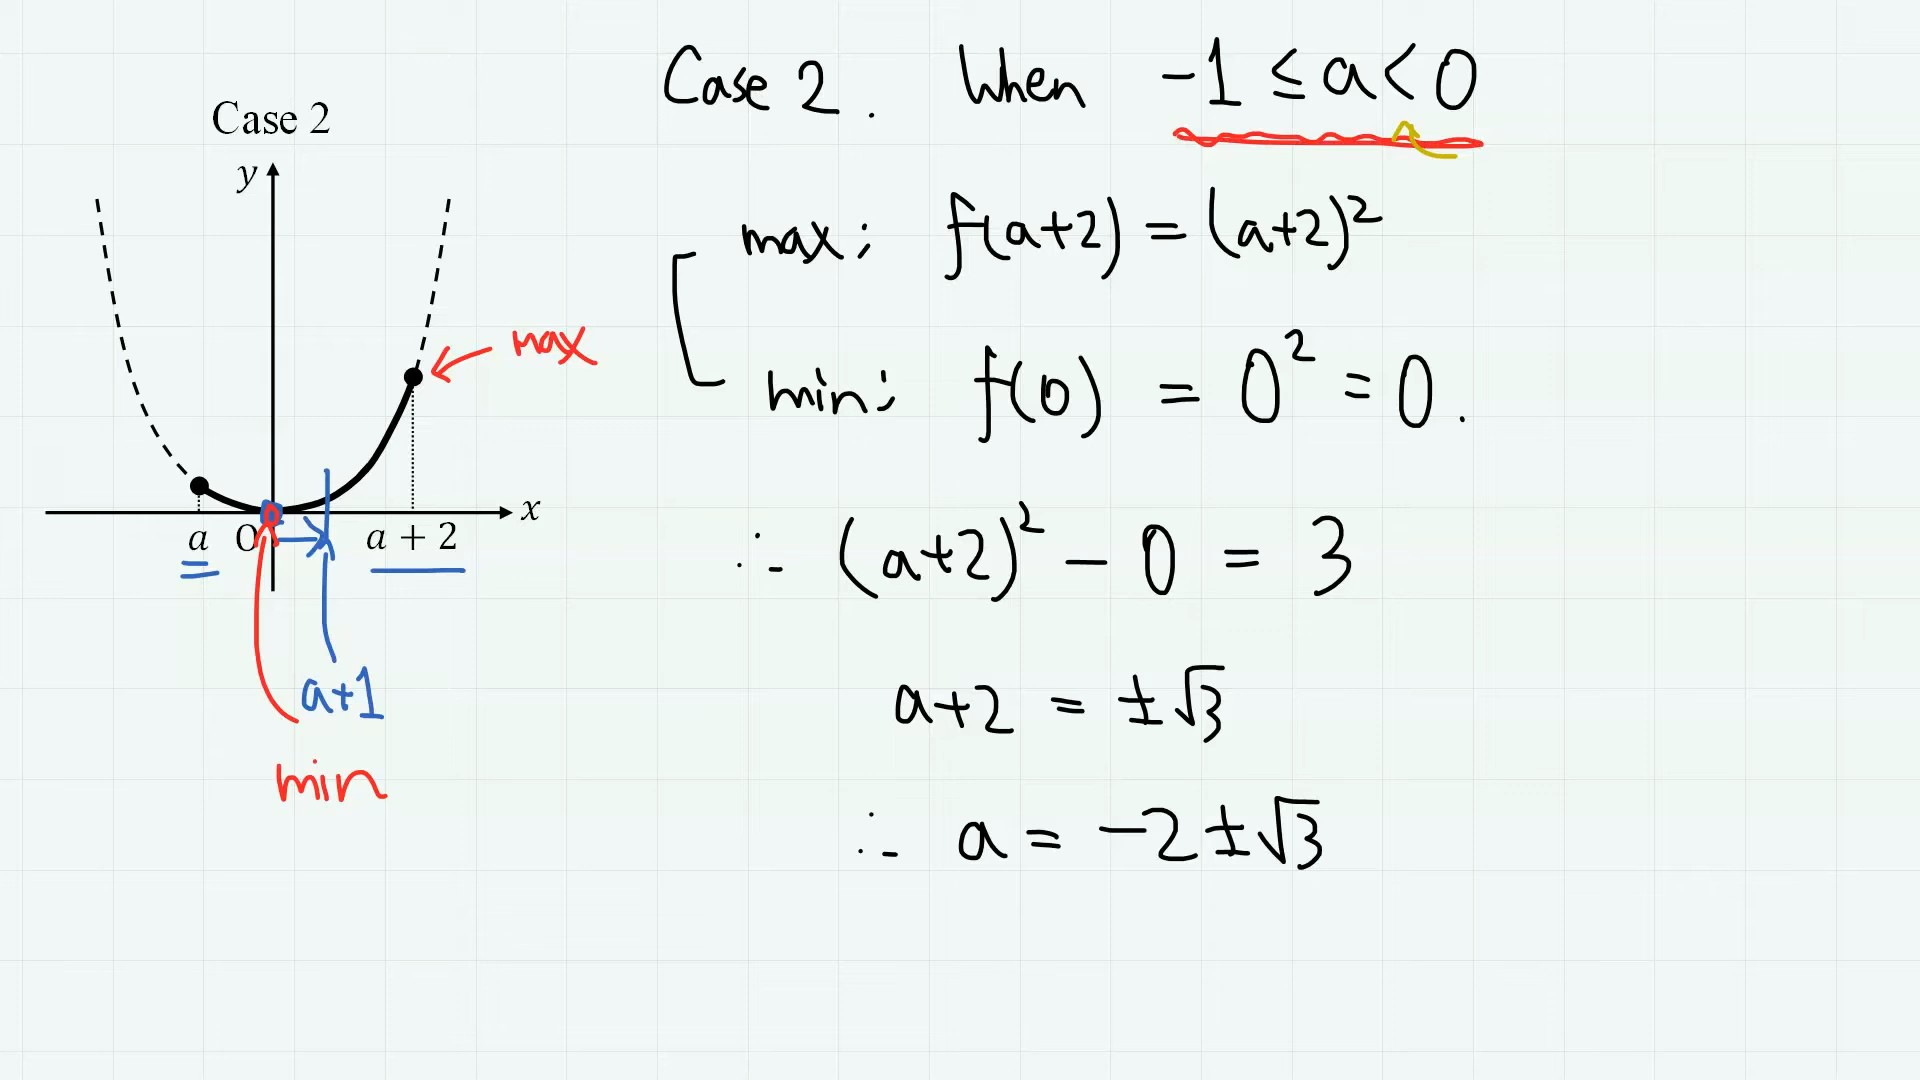 Case 2. When -1 ≤ a < 0
Case 2
y
max: f(a+2) = (a+2)²
max
min: f(0) = 0² = 0.
x
a 0 a + 2
∴ (a+2)² - 0 = 3
a+1
a+2 = ±√3
min
∴ a = -2±√3